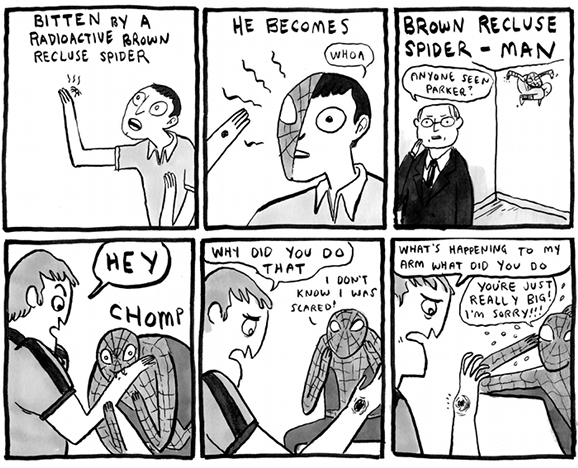 BITTEN BY A
RADIOACTIVE BROWN
RECLUSE SPIDER
HE BECOMES
WHOA
BROWN RECLUSE
SPIDER - MAN
ANYONE SEEN
PARKER?
HEY
CHOMP
WHY DID YOU DO
THAT
I DON'T
KNOW I WAS
SCARED!
WHAT'S HAPPENING TO MY
ARM WHAT DID YOU DO
YOU'RE JUST
REALLY BIG!
I'M SORRY!!!